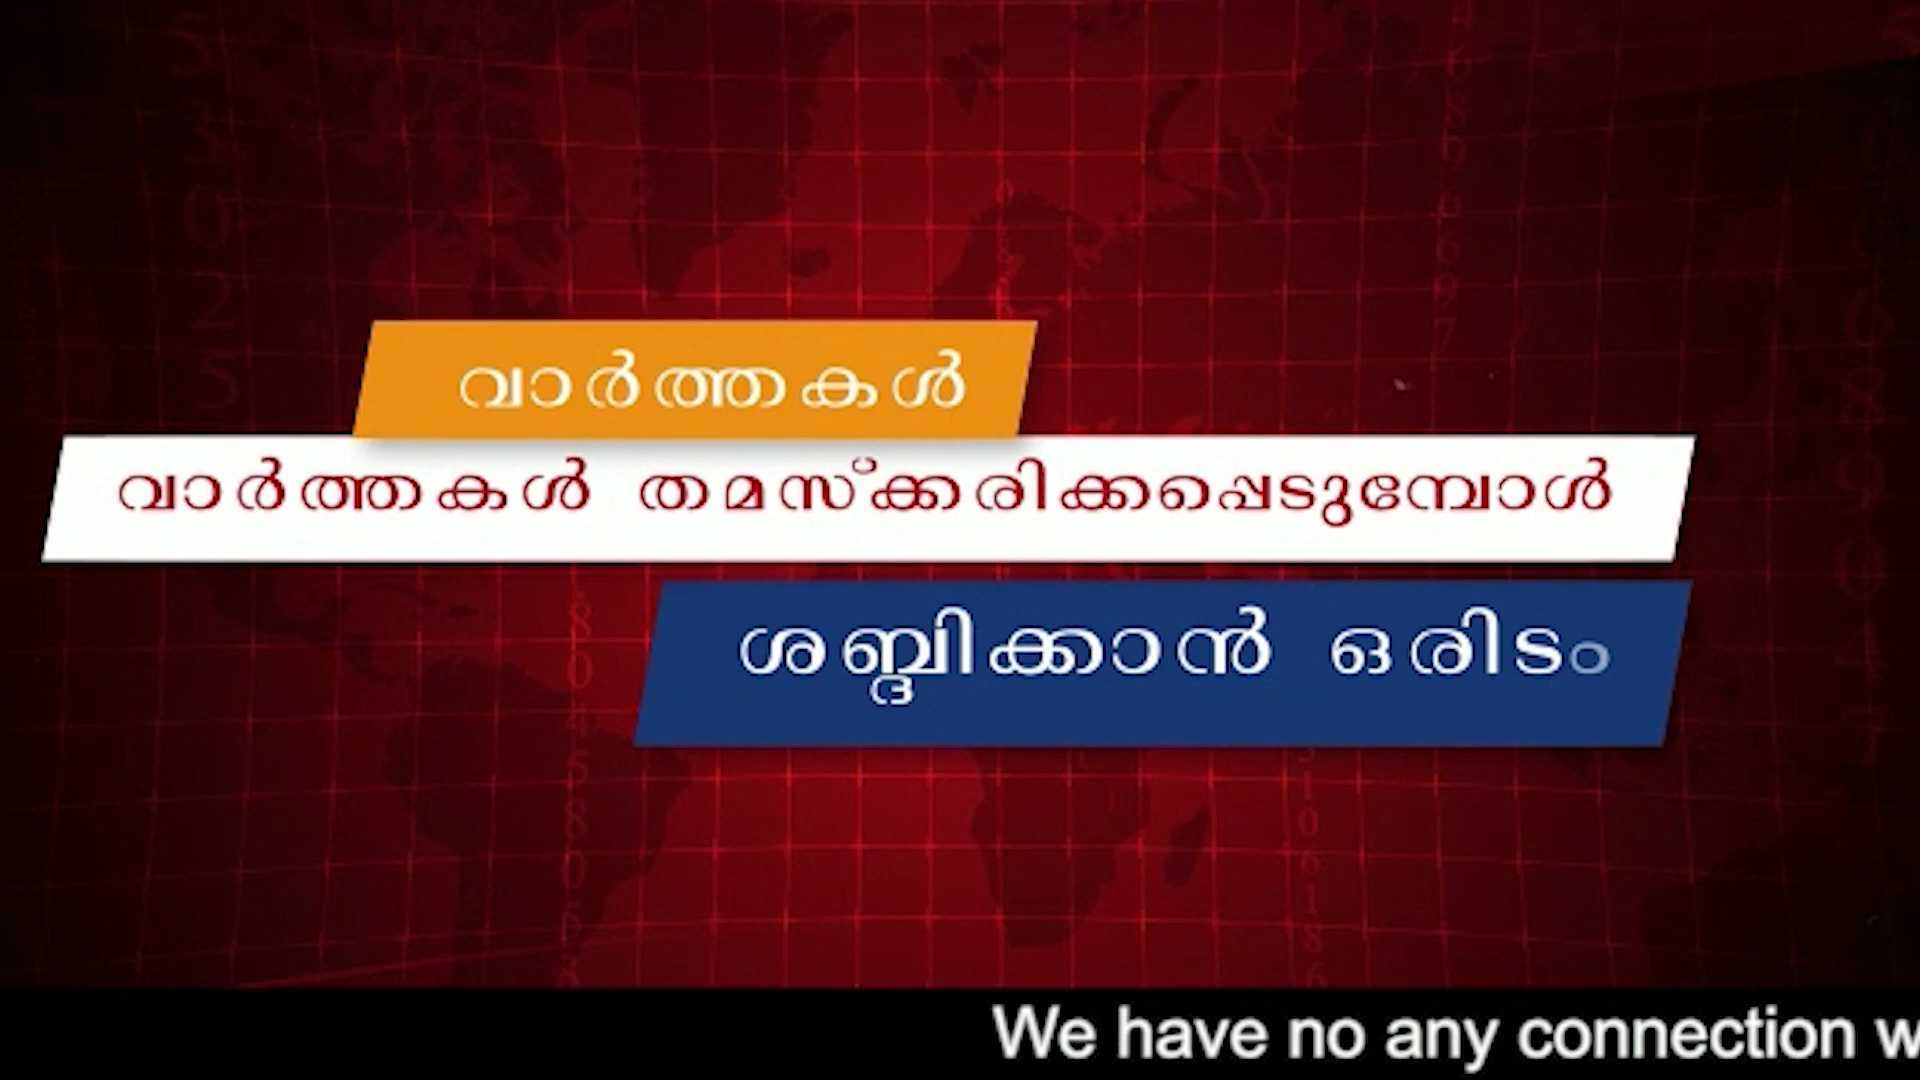 വാർത്തകൾ
വാർത്തകൾ തമസ്ക്കരിക്കപ്പെടുമ്പോൾ
ശബ്ദിക്കാൻ ഒരിടം
We have no any connection w